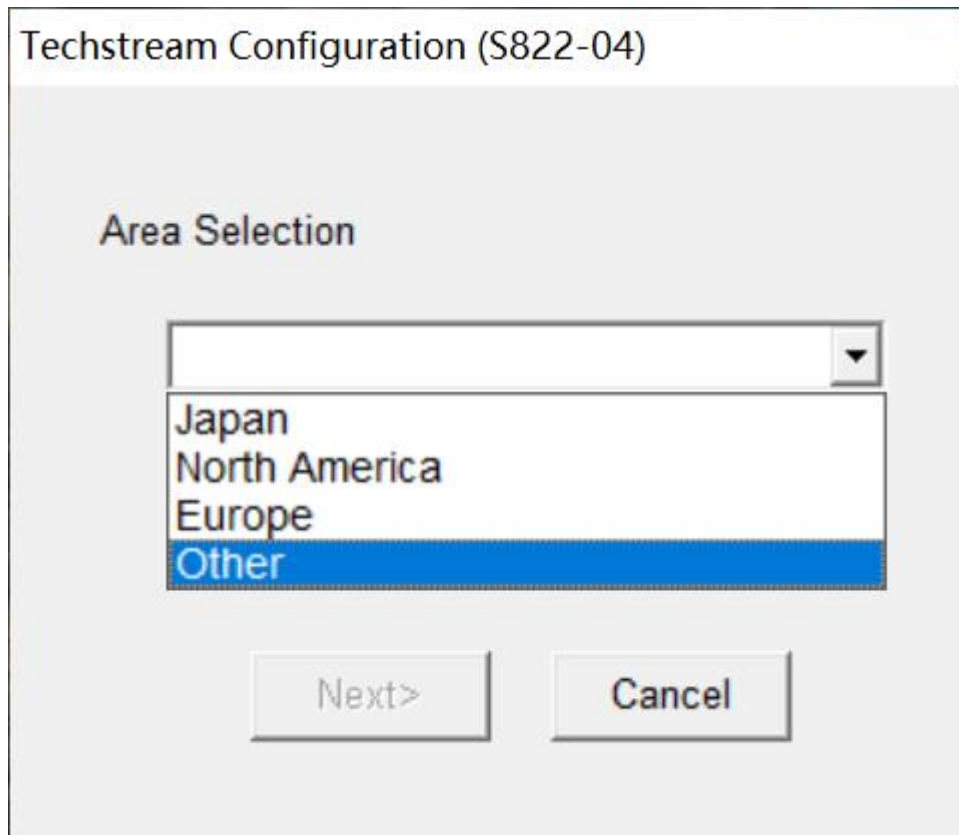 Techstream Configuration (S822-04)
Area Selection
Japan
North America
Europe
Other
Next>
Cancel